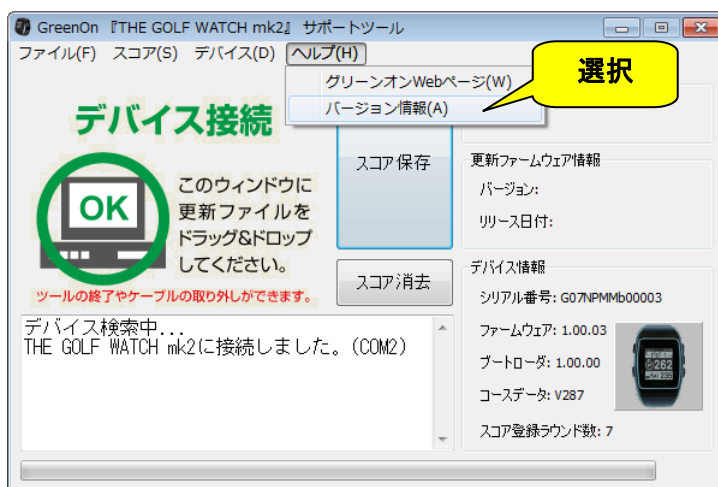 GreenOn 『THE GOLF WATCH mk2』 サポートツール
ファイル(F) スコア(S) デバイス(D) ヘルプ(H)
グリーンオンWebページ(W)
バージョン情報(A)
選択
デバイス接続
OK
このウィンドウに
更新ファイルを
ドラッグ&ドロップ
してください。
ツールの終了やケーブルの取り外しができます。
スコア保存
スコア消去
更新ファームウェア情報
バージョン:
リリース日付:
デバイス情報
シリアル番号: G07NPMMb00003
ファームウェア: 1.00.03
ブートローダ: 1.00.00
コースデータ: V287
スコア登録ラウンド数: 7
262
デバイス検索中...
THE GOLF WATCH mk2に接続しました。(COM2)